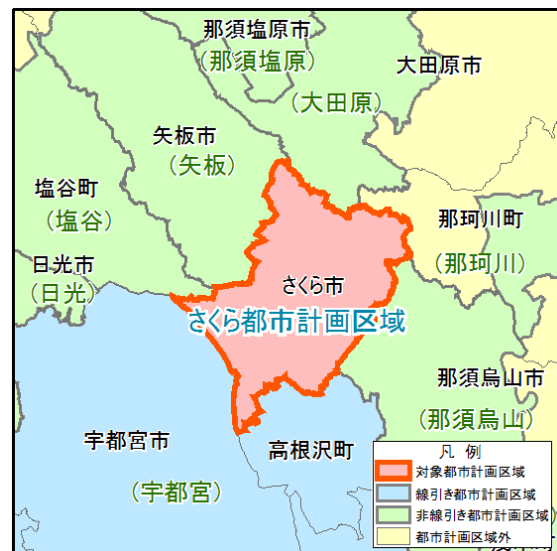 那須塩原市
(那須塩原)
大田原市
(大田原)
矢板市
(矢板)
塩谷町
(塩谷)
那珂川町
(那珂川)
日光市
(日光)
さくら市
さくら都市計画区域
那須烏山市
(那須烏山)
宇都宮市
(宇都宮)
高根沢町
凡 例
対象都市計画区域
線引き都市計画区域
非線引き都市計画区域
都市計画区域外